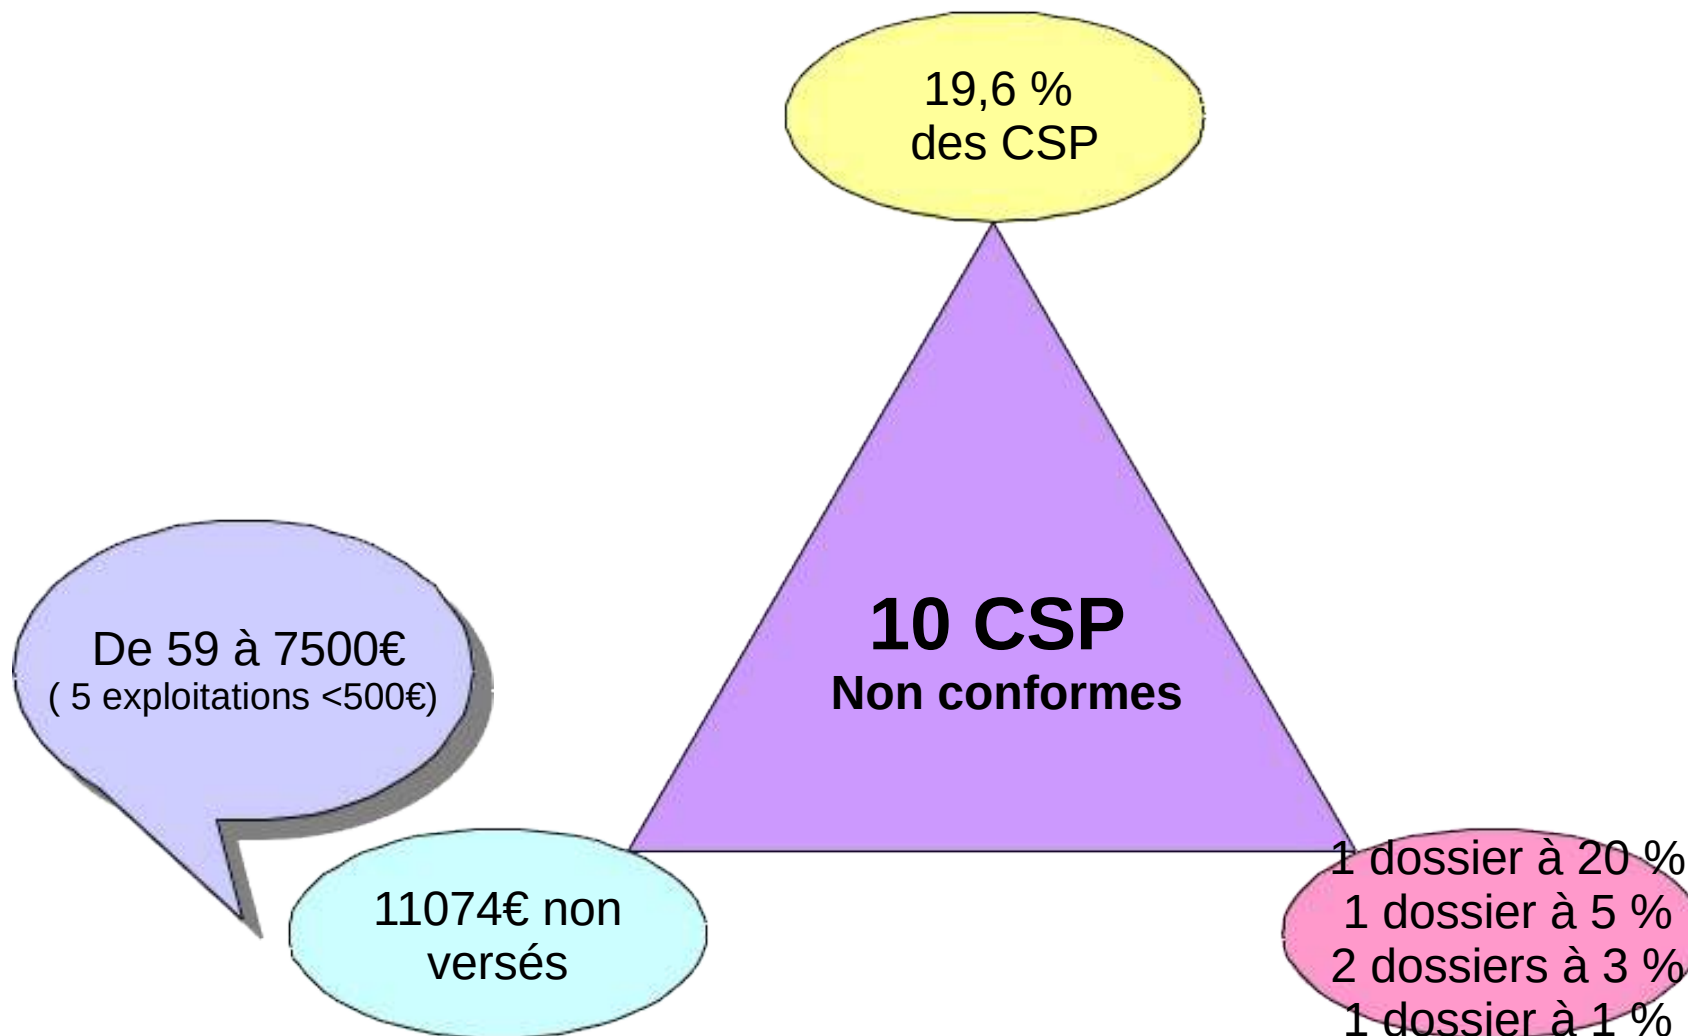 19,6 %
des CSP
10 CSP
Non conformes
De 59 à 7500€
( 5 exploitations <500€)
11074€ non
versés
1 dossier à 20 %
1 dossier à 5 %
2 dossiers à 3 %
1 dossier à 1 %